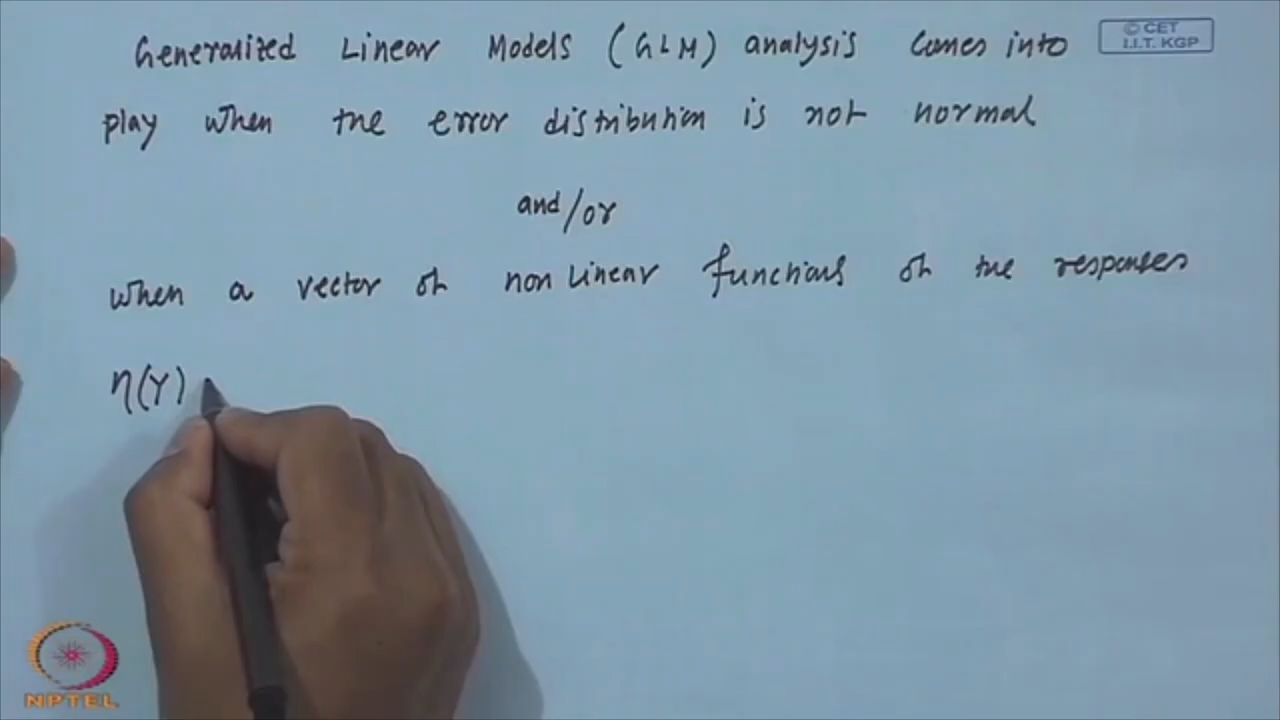 Generalized Linear Models (GLM) analysis comes into
© CET
I.I.T. KGP
play when the error distribution is not normal
and/or
when a vector of non linear functions of the responses
η(Y)
NPTEL